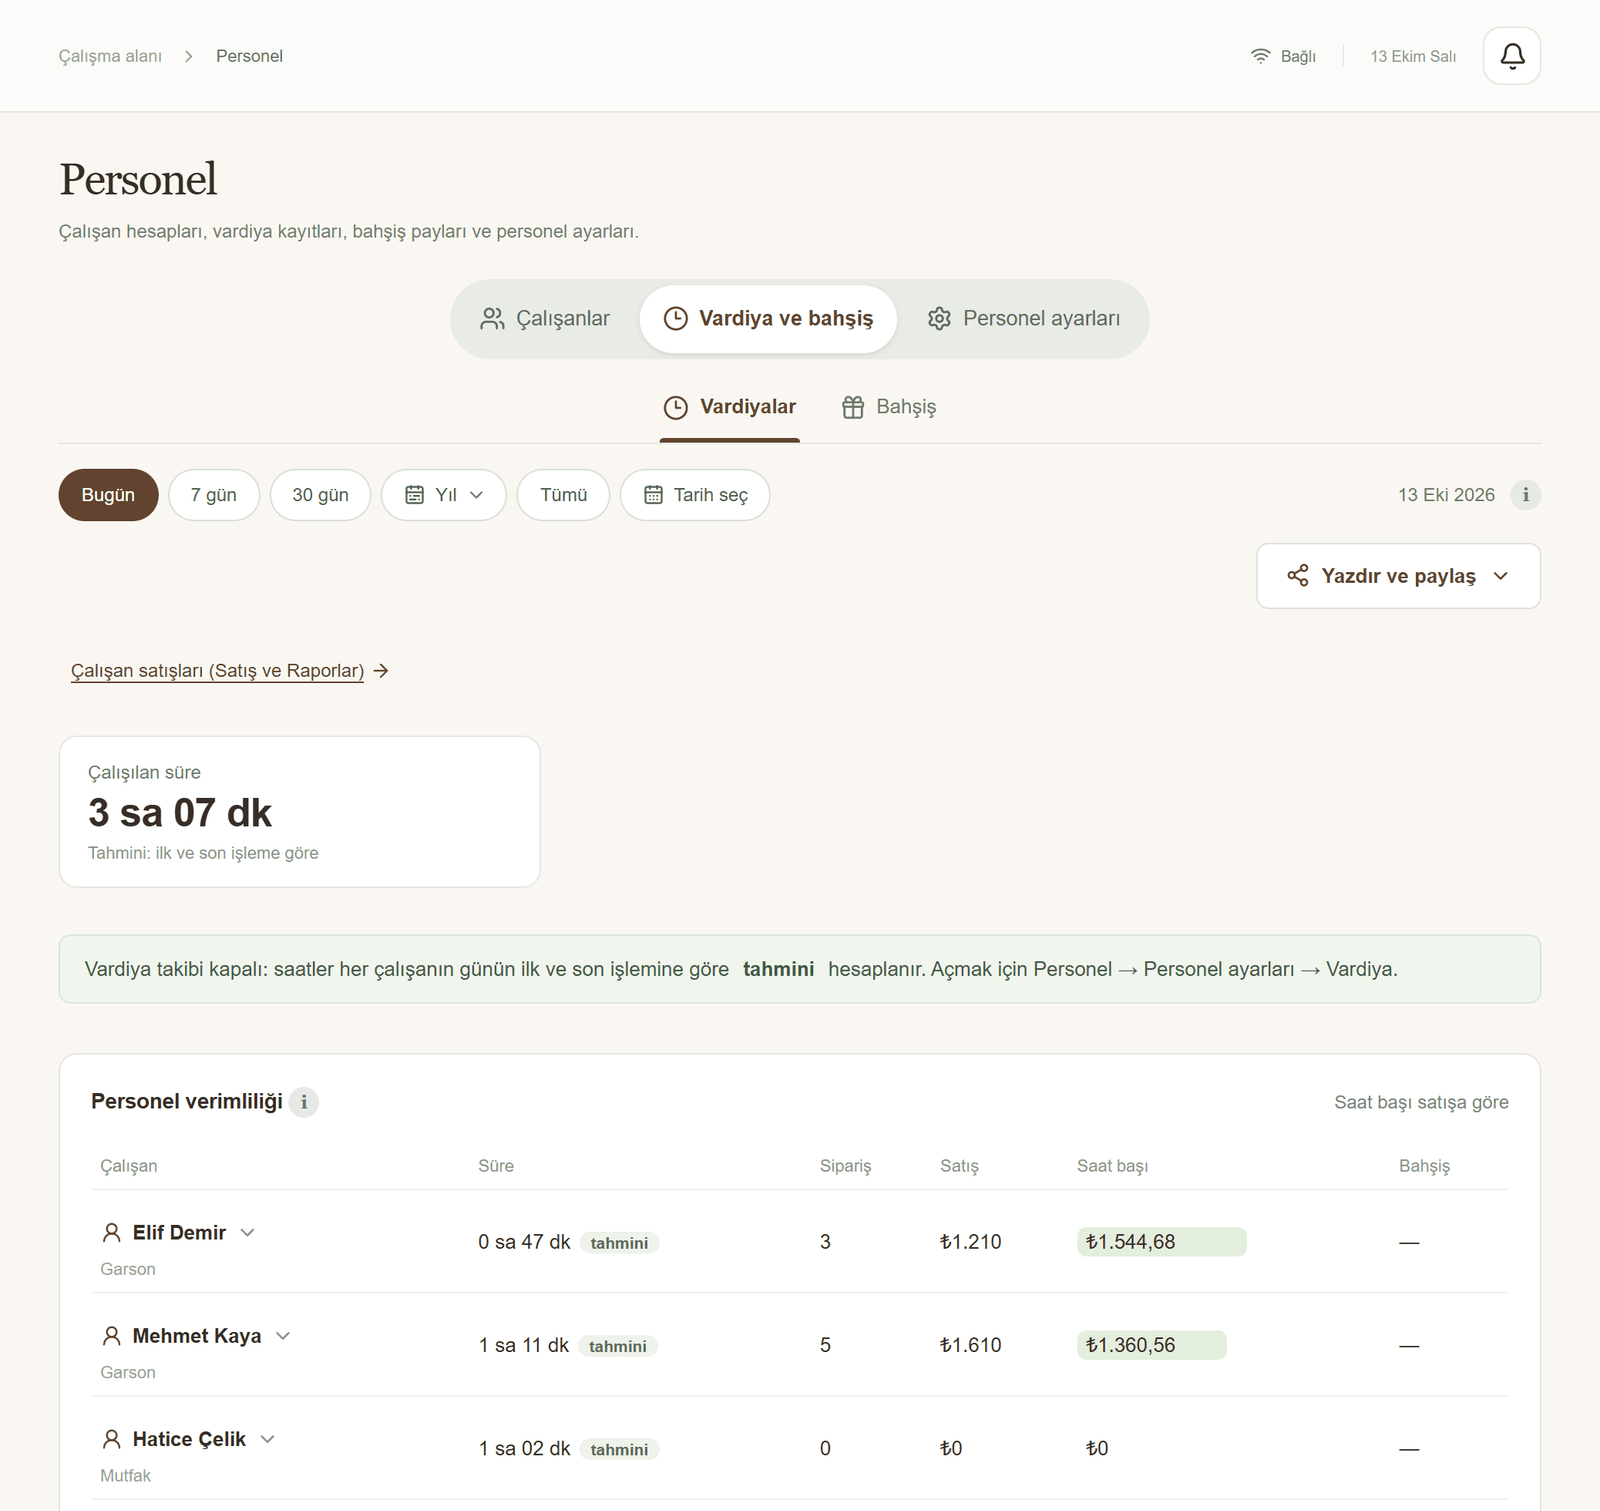 Çalışma alanı > Personel
Bağlı
13 Ekim Salı
Personel
Çalışan hesapları, vardiya kayıtları, bahşiş payları ve personel ayarları.
Çalışanlar
Vardiya ve bahşiş
Personel ayarları
Vardiyalar
Bahşiş
Bugün
7 gün
30 gün
Yıl
Tümü
Tarih seç
13 Eki 2026
i
Yazdır ve paylaş
Çalışan satışları (Satış ve Raporlar) →
Çalışılan süre
3 sa 07 dk
Tahmini: ilk ve son işleme göre
Vardiya takibi kapalı: saatler her çalışanın günün ilk ve son işlemine göre tahmini hesaplanır. Açmak için Personel → Personel ayarları → Vardiya.
Personel verimliliği i
Saat başı satışa göre
Çalışan Süre Sipariş Satış Saat başı Bahşiş
Elif Demir
Garson
0 sa 47 dk tahmini 3 ₺1.210 ₺1.544,68 —
Mehmet Kaya
Garson
1 sa 11 dk tahmini 5 ₺1.610 ₺1.360,56 —
Hatice Çelik
Mutfak
1 sa 02 dk tahmini 0 ₺0 ₺0 —